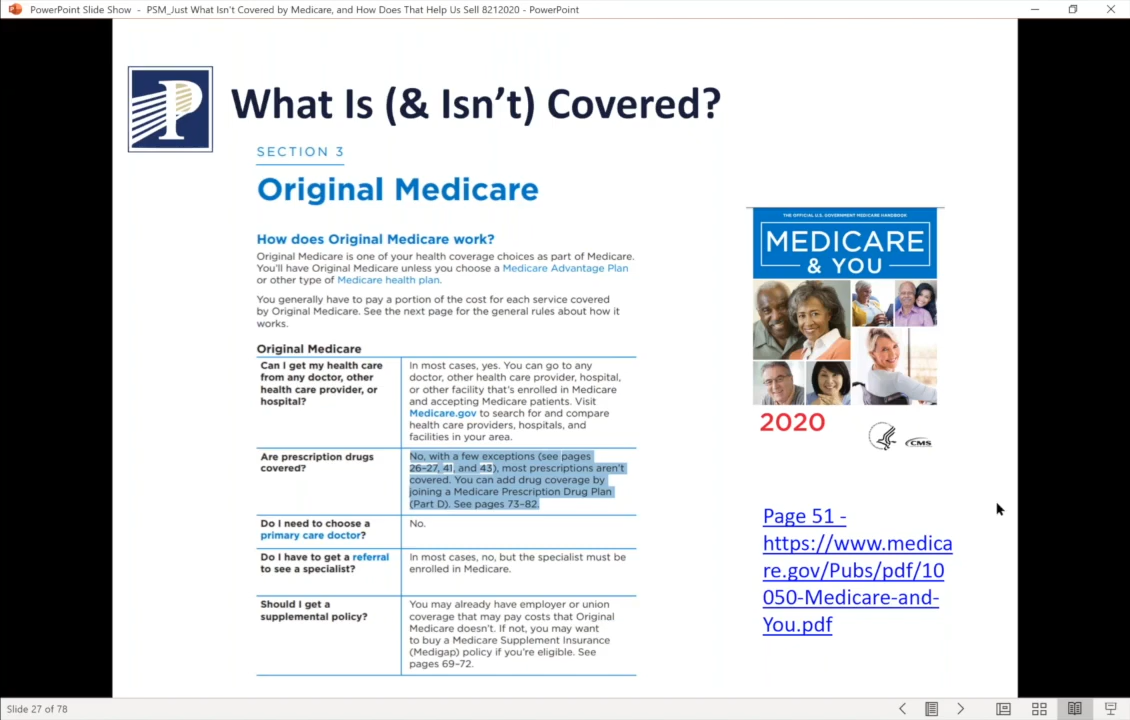 PowerPoint Slide Show - PSM_Just What Isn't Covered by Medicare, and How Does That Help Us Sell 8212020 - PowerPoint
P
What Is (& Isn't) Covered?
SECTION 3
Original Medicare
How does Original Medicare work?
Original Medicare is one of your health coverage choices as part of Medicare.
You'll have Original Medicare unless you choose a Medicare Advantage Plan
or other type of Medicare health plan.
You generally have to pay a portion of the cost for each service covered
by Original Medicare. See the next page for the general rules about how it
works.
Original Medicare
Can I get my health care
from any doctor, other
health care provider, or
hospital?
In most cases, yes. You can go to any
doctor, other health care provider, hospital,
or other facility that's enrolled in Medicare
and accepting Medicare patients. Visit
Medicare.gov to search for and compare
health care providers, hospitals, and
facilities in your area.
Are prescription drugs
covered?
No, with a few exceptions (see pages
26–27, 41, and 43), most prescriptions aren't
covered. You can add drug coverage by
joining a Medicare Prescription Drug Plan
(Part D). See pages 73–82.
Do I need to choose a
primary care doctor?
No.
Do I have to get a referral
to see a specialist?
In most cases, no, but the specialist must be
enrolled in Medicare.
Should I get a
supplemental policy?
You may already have employer or union
coverage that may pay costs that Original
Medicare doesn't. If not, you may want
to buy a Medicare Supplement Insurance
(Medigap) policy if you're eligible. See
pages 69–72.
THE OFFICIAL U.S. GOVERNMENT MEDICARE HANDBOOK
MEDICARE
& YOU
2020
CMS
Page 51 -
https://www.medica
re.gov/Pubs/pdf/10
050-Medicare-and-
You.pdf
Slide 27 of 78